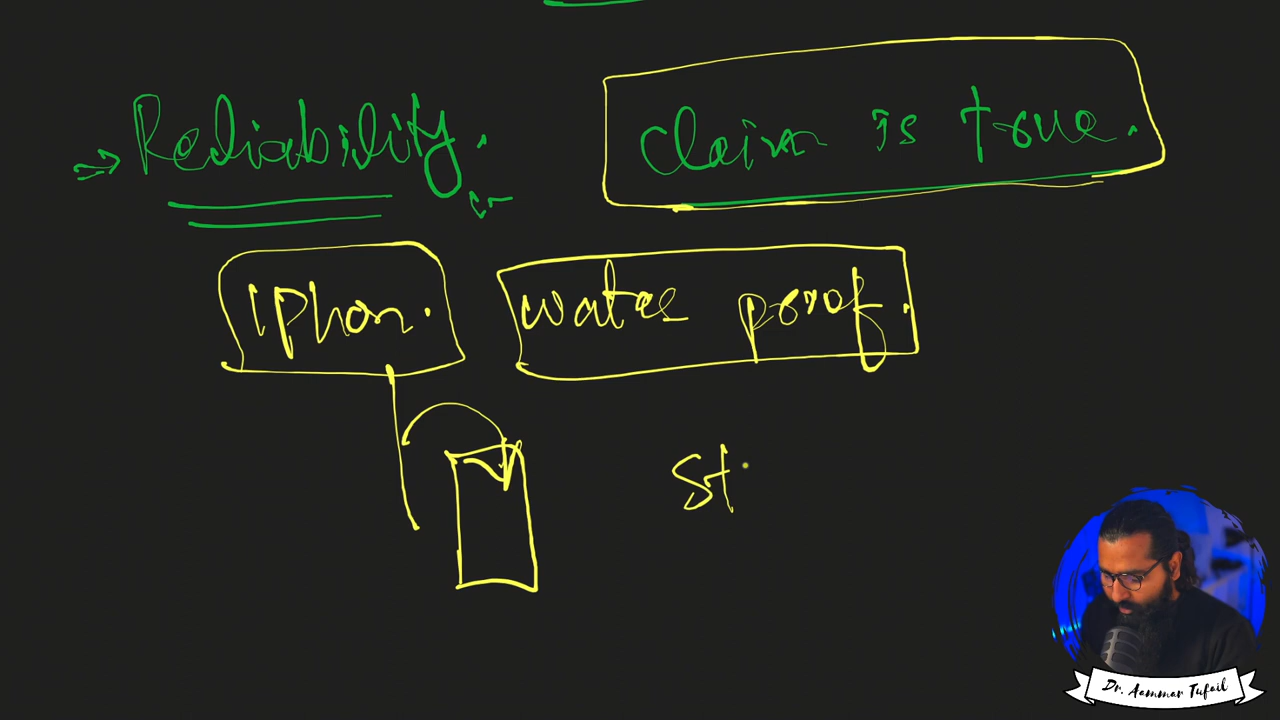 Reliability. claim is true.
iPhon. water proof.
St
Dr. Aammar Tufail